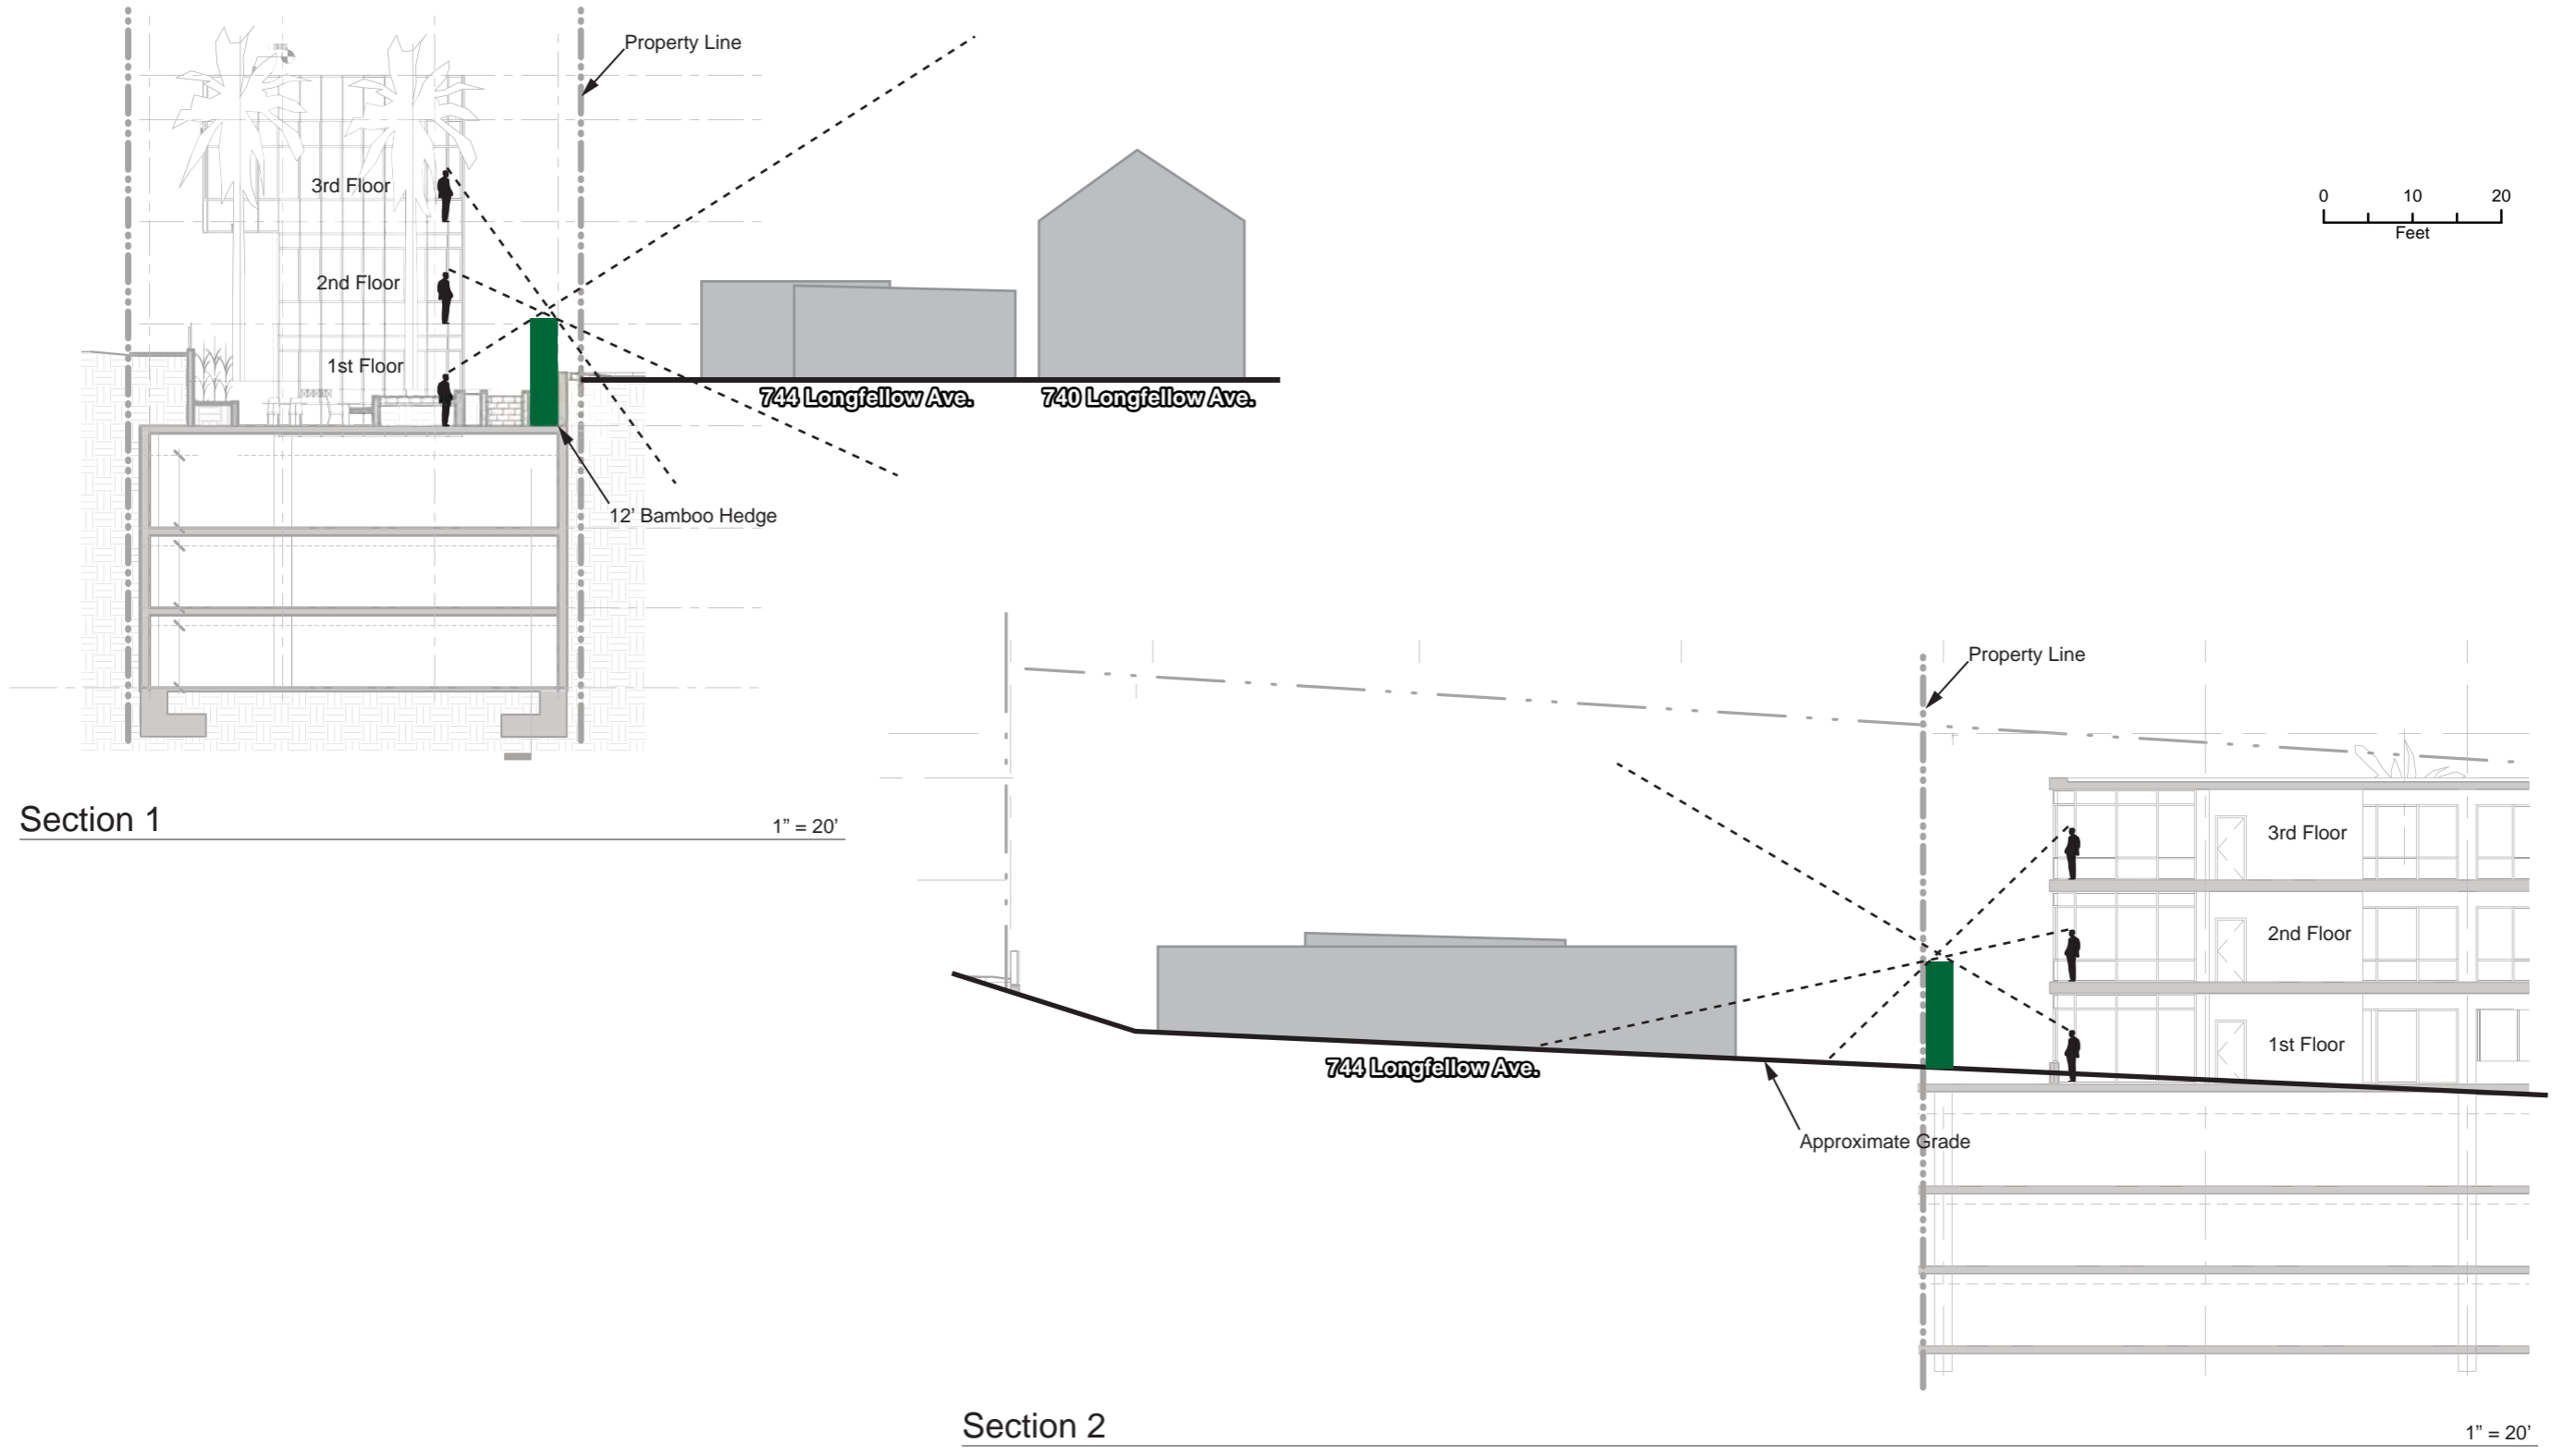 Property Line
3rd Floor
2nd Floor
1st Floor
744 Longfellow Ave.
740 Longfellow Ave.
12’ Bamboo Hedge
0 10 20
Feet
Section 1
1” = 20’
Property Line
3rd Floor
2nd Floor
1st Floor
744 Longfellow Ave.
Approximate Grade
Section 2
1” = 20’